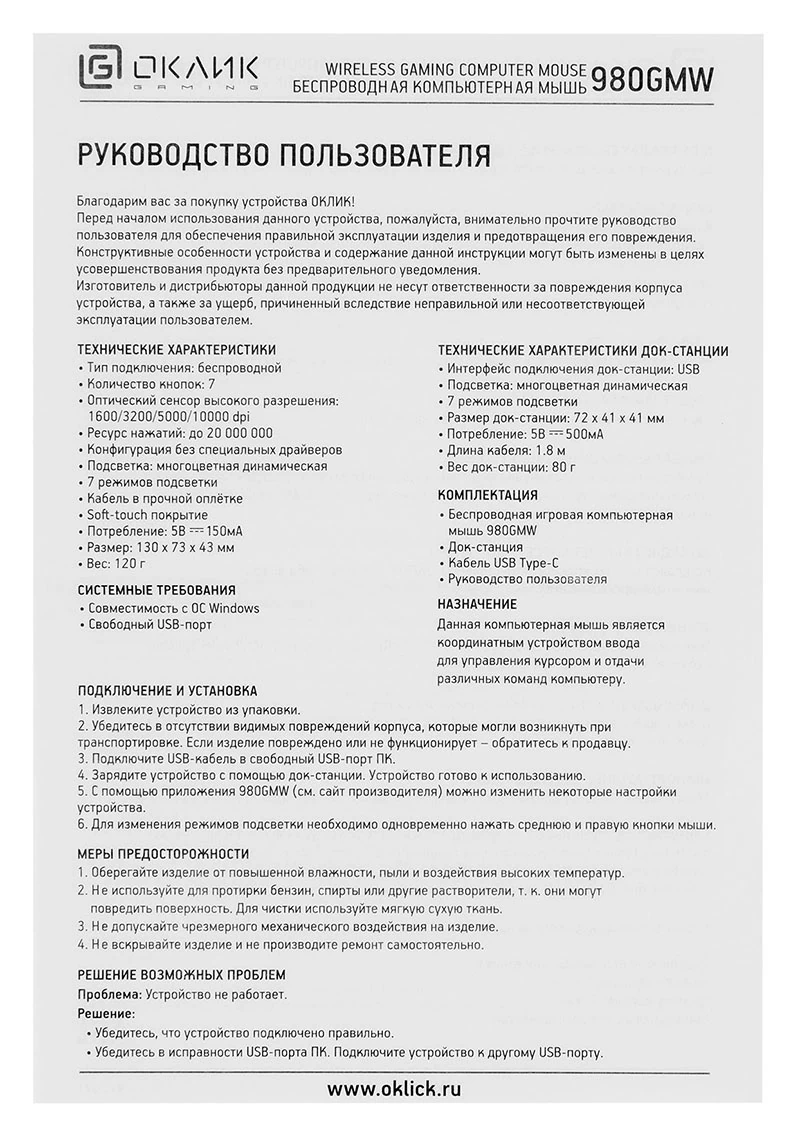 ОКЛИК
GAMING
WIRELESS GAMING COMPUTER MOUSE
БЕСПРОВОДНАЯ КОМПЬЮТЕРНАЯ МЫШЬ
980GMW
РУКОВОДСТВО ПОЛЬЗОВАТЕЛЯ
Благодарим вас за покупку устройства ОКЛИК!
Перед началом использования данного устройства, пожалуйста, внимательно прочтите руководство
пользователя для обеспечения правильной эксплуатации изделия и предотвращения его повреждения.
Конструктивные особенности устройства и содержание данной инструкции могут быть изменены в целях
усовершенствования продукта без предварительного уведомления.
Изготовитель и дистрибьюторы данной продукции не несут ответственности за повреждения корпуса
устройства, а также за ущерб, причиненный вследствие неправильной или несоответствующей
эксплуатации пользователем.
ТЕХНИЧЕСКИЕ ХАРАКТЕРИСТИКИ
• Тип подключения: беспроводной
• Количество кнопок: 7
• Оптический сенсор высокого разрешения:
1600/3200/5000/10000 dpi
• Ресурс нажатий: до 20 000 000
• Конфигурация без специальных драйверов
• Подсветка: многоцветная динамическая
• 7 режимов подсветки
• Кабель в прочной оплётке
• Soft-touch покрытие
• Потребление: 5В ⎓ 150мА
• Размер: 130 x 73 x 43 мм
• Вес: 120 г
СИСТЕМНЫЕ ТРЕБОВАНИЯ
• Совместимость с ОС Windows
• Свободный USB-порт
ТЕХНИЧЕСКИЕ ХАРАКТЕРИСТИКИ ДОК-СТАНЦИИ
• Интерфейс подключения док-станции: USB
• Подсветка: многоцветная динамическая
• 7 режимов подсветки
• Размер док-станции: 72 x 41 x 41 мм
• Потребление: 5В ⎓ 500мА
• Длина кабеля: 1.8 м
• Вес док-станции: 80 г
КОМПЛЕКТАЦИЯ
• Беспроводная игровая компьютерная
мышь 980GMW
• Док-станция
• Кабель USB Type-C
• Руководство пользователя
НАЗНАЧЕНИЕ
Данная компьютерная мышь является
координатным устройством ввода
для управления курсором и отдачи
различных команд компьютеру.
ПОДКЛЮЧЕНИЕ И УСТАНОВКА
1. Извлеките устройство из упаковки.
2. Убедитесь в отсутствии видимых повреждений корпуса, которые могли возникнуть при
транспортировке. Если изделие повреждено или не функционирует – обратитесь к продавцу.
3. Подключите USB-кабель в свободный USB-порт ПК.
4. Зарядите устройство с помощью док-станции. Устройство готово к использованию.
5. С помощью приложения 980GMW (см. сайт производителя) можно изменить некоторые настройки
устройства.
6. Для изменения режимов подсветки необходимо одновременно нажать среднюю и правую кнопки мыши.
МЕРЫ ПРЕДОСТОРОЖНОСТИ
1. Оберегайте изделие от повышенной влажности, пыли и воздействия высоких температур.
2. Не используйте для протирки бензин, спирты или другие растворители, т. к. они могут
повредить поверхность. Для чистки используйте мягкую сухую ткань.
3. Не допускайте чрезмерного механического воздействия на изделие.
4. Не вскрывайте изделие и не производите ремонт самостоятельно.
РЕШЕНИЕ ВОЗМОЖНЫХ ПРОБЛЕМ
Проблема: Устройство не работает.
Решение:
• Убедитесь, что устройство подключено правильно.
• Убедитесь в исправности USB-порта ПК. Подключите устройство к другому USB-порту.
www.oklick.ru